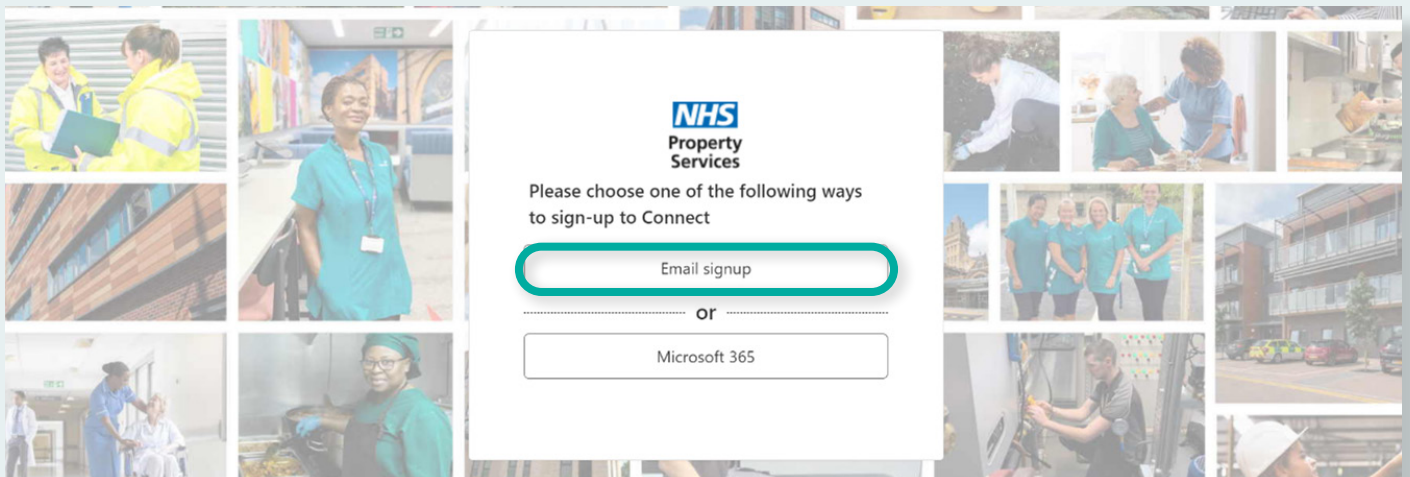 NHS
Property
Services
Please choose one of the following ways
to sign-up to Connect
Email signup
or
Microsoft 365